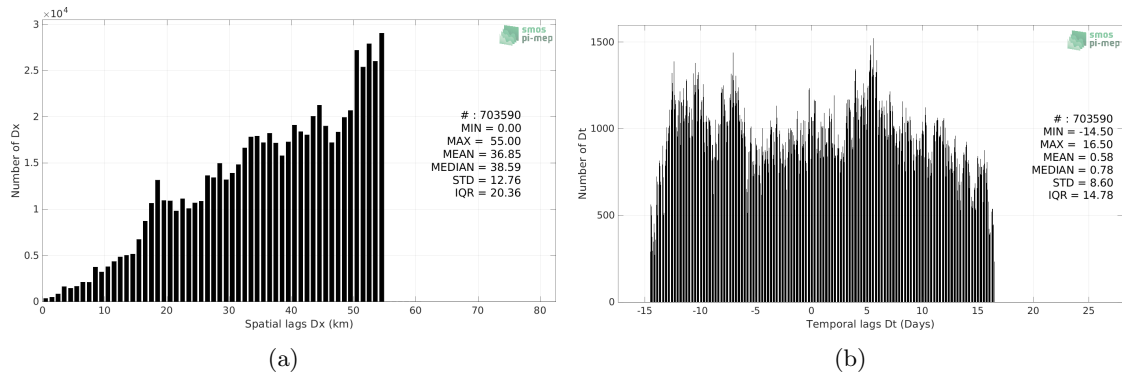 ×10⁴
3
2.5
2
1.5
1
0.5
0
0 10 20 30 40 50 60 70 80
Number of Dx
Spatial lags Dx (km)
smos
pi-mep
# : 703590
MIN = 0.00
MAX = 55.00
MEAN = 36.85
MEDIAN = 38.59
STD = 12.76
IQR = 20.36
(a)
1500
1000
500
0
-15 -10 -5 0 5 10 15 20 25
Number of Dt
Temporal lags Dt (Days)
smos
pi-mep
# : 703590
MIN = -14.50
MAX = 16.50
MEAN = 0.58
MEDIAN = 0.78
STD = 8.60
IQR = 14.78
(b)